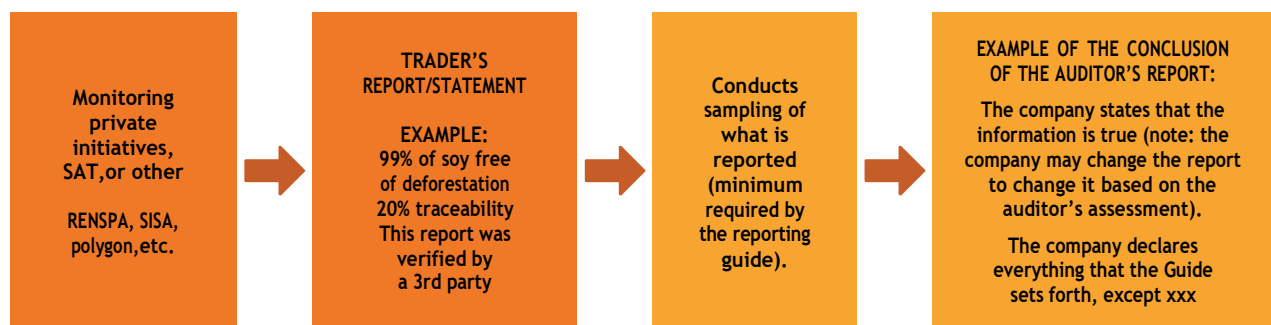 Monitoring
private
initiatives,
SAT,or other
RENSPA, SISA,
polygon,etc.
TRADER'S
REPORT/STATEMENT
EXAMPLE:
99% of soy free
of deforestation
20% traceability
This report was
verified by
a 3rd party
Conducts
sampling of
what is
reported
(minimum
required by
the reporting
guide).
EXAMPLE OF THE CONCLUSION
OF THE AUDITOR’S REPORT:
The company states that the
information is true (note: the
company may change the report
to change it based on the
auditor’s assessment).
The company declares
everything that the Guide
sets forth, except xxx